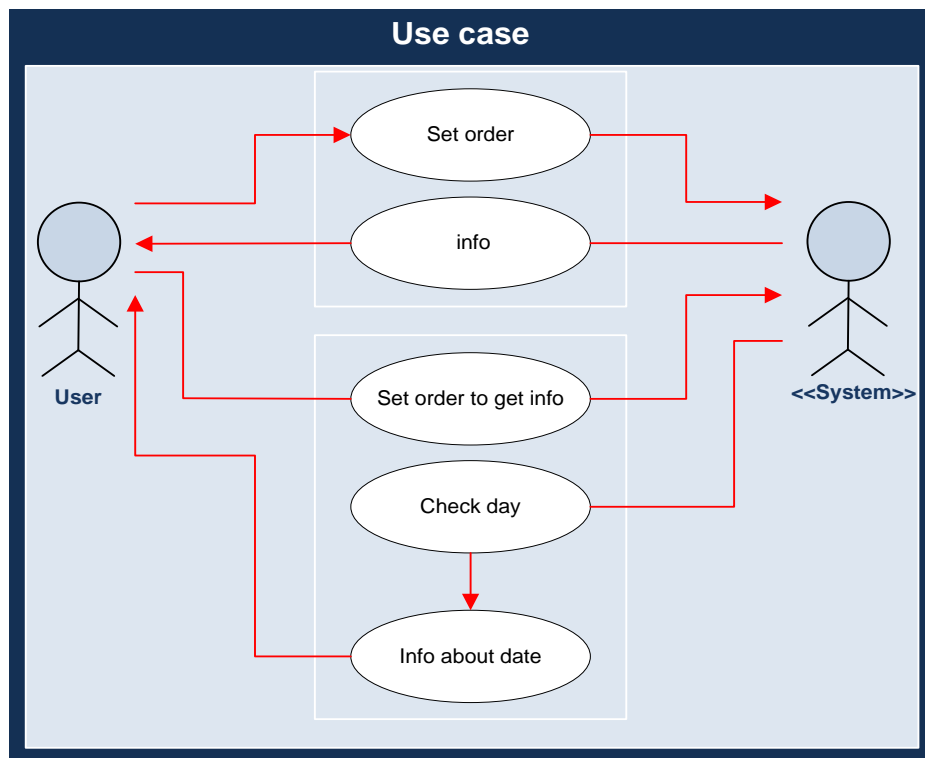 Use case
Set order
info
User
Set order to get info
<<System>>
Check day
Info about date